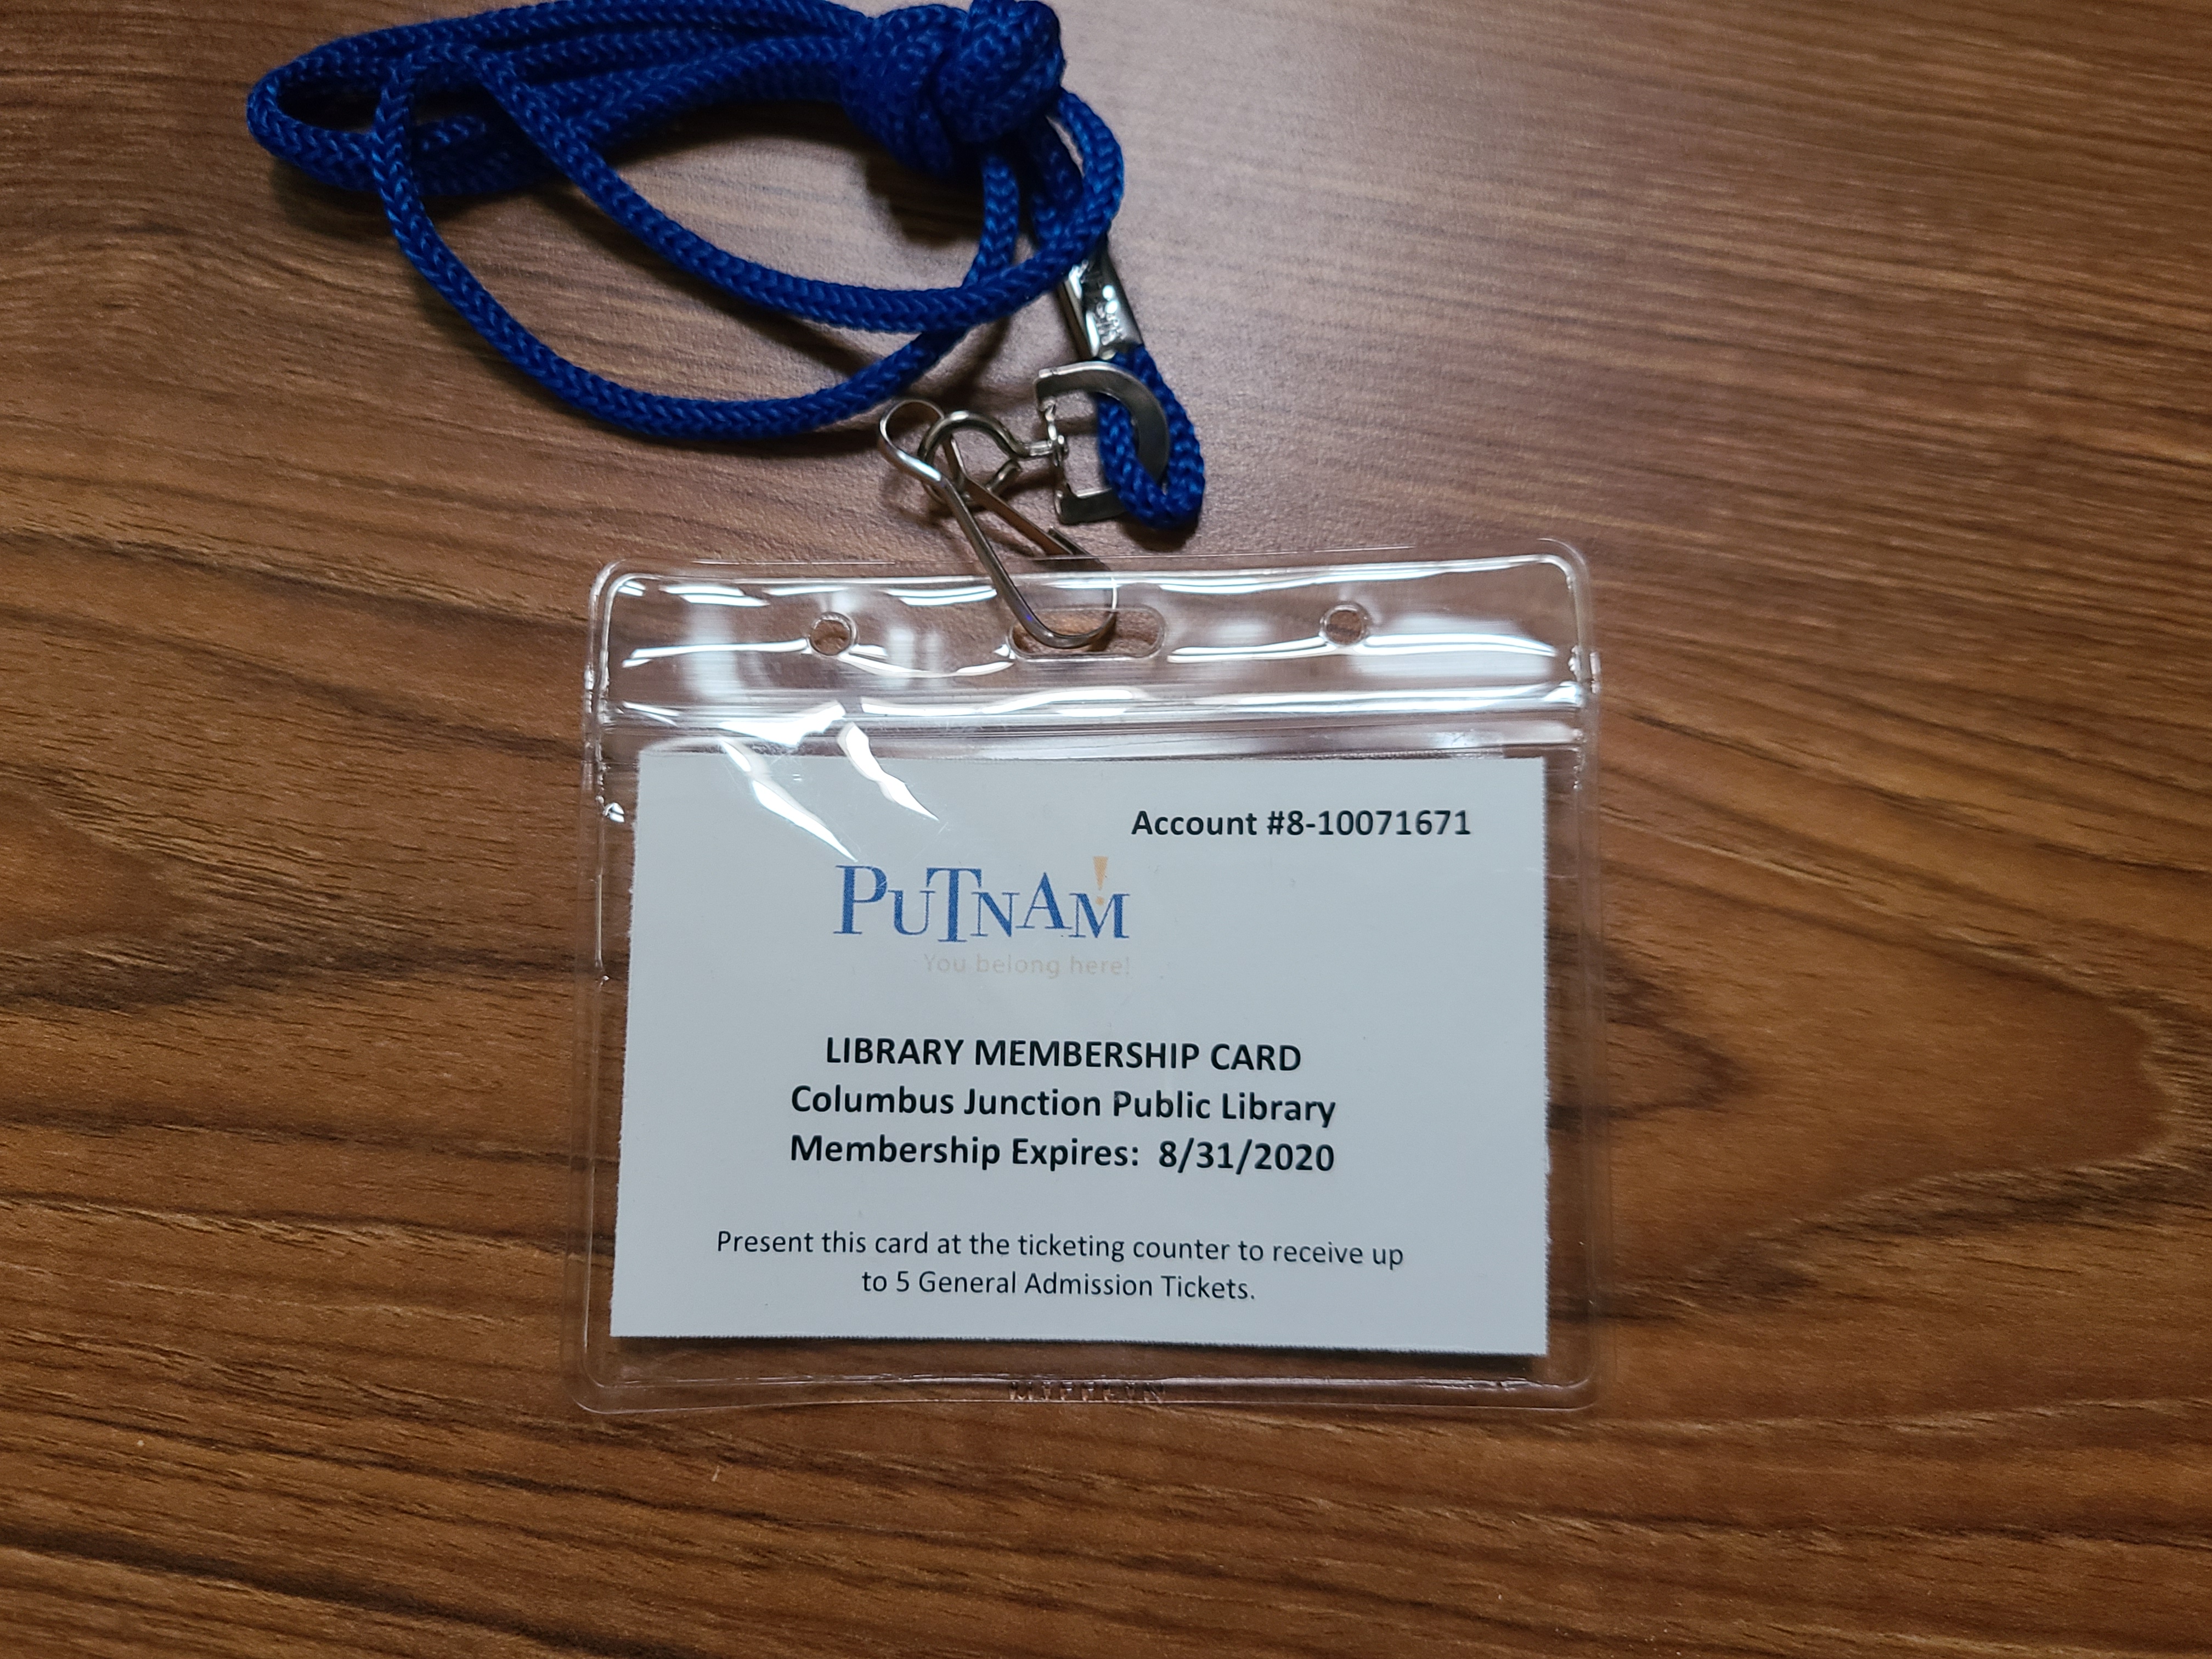 Account #8-10071671
PUTNAM!
You belong here!
LIBRARY MEMBERSHIP CARD
Columbus Junction Public Library
Membership Expires: 8/31/2020
Present this card at the ticketing counter to receive up
to 5 General Admission Tickets.